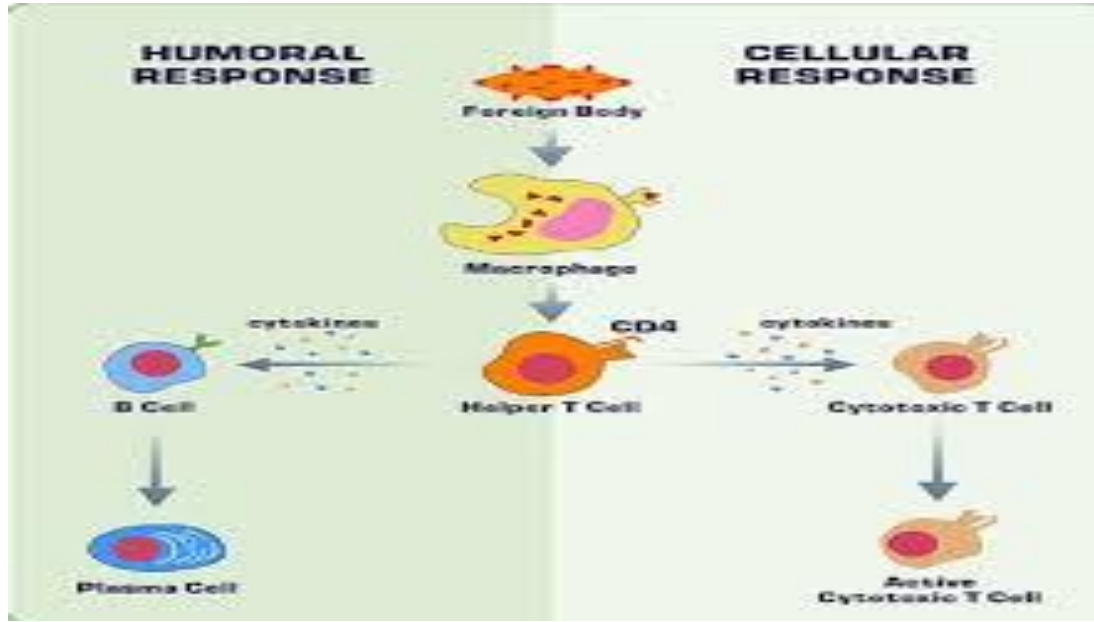 HUMORAL
RESPONSE
CELLULAR
RESPONSE
Foreign Body
Macrophage
cytokines
CD4
cytokines
B Cell
Helper T Cell
Cytotoxic T Cell
Plasma Cell
Active
Cytotoxic T Cell